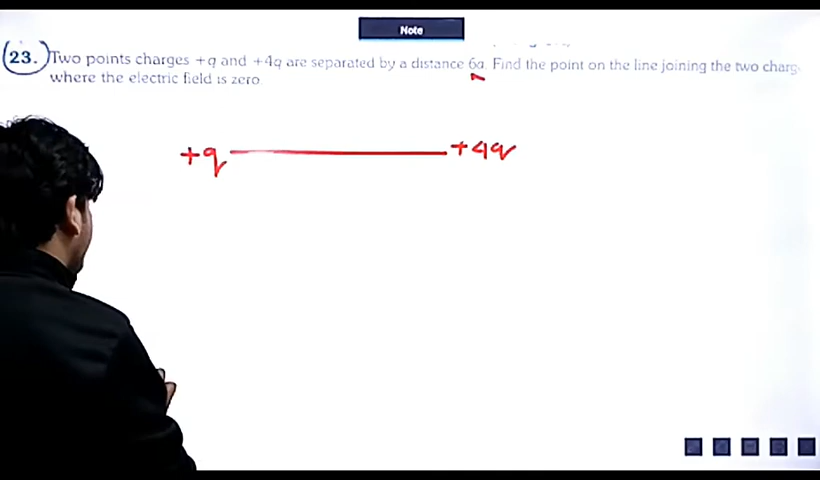 Note
23. Two points charges +q and +4q are separated by a distance 6a. Find the point on the line joining the two charg
where the electric field is zero.
+q +4q